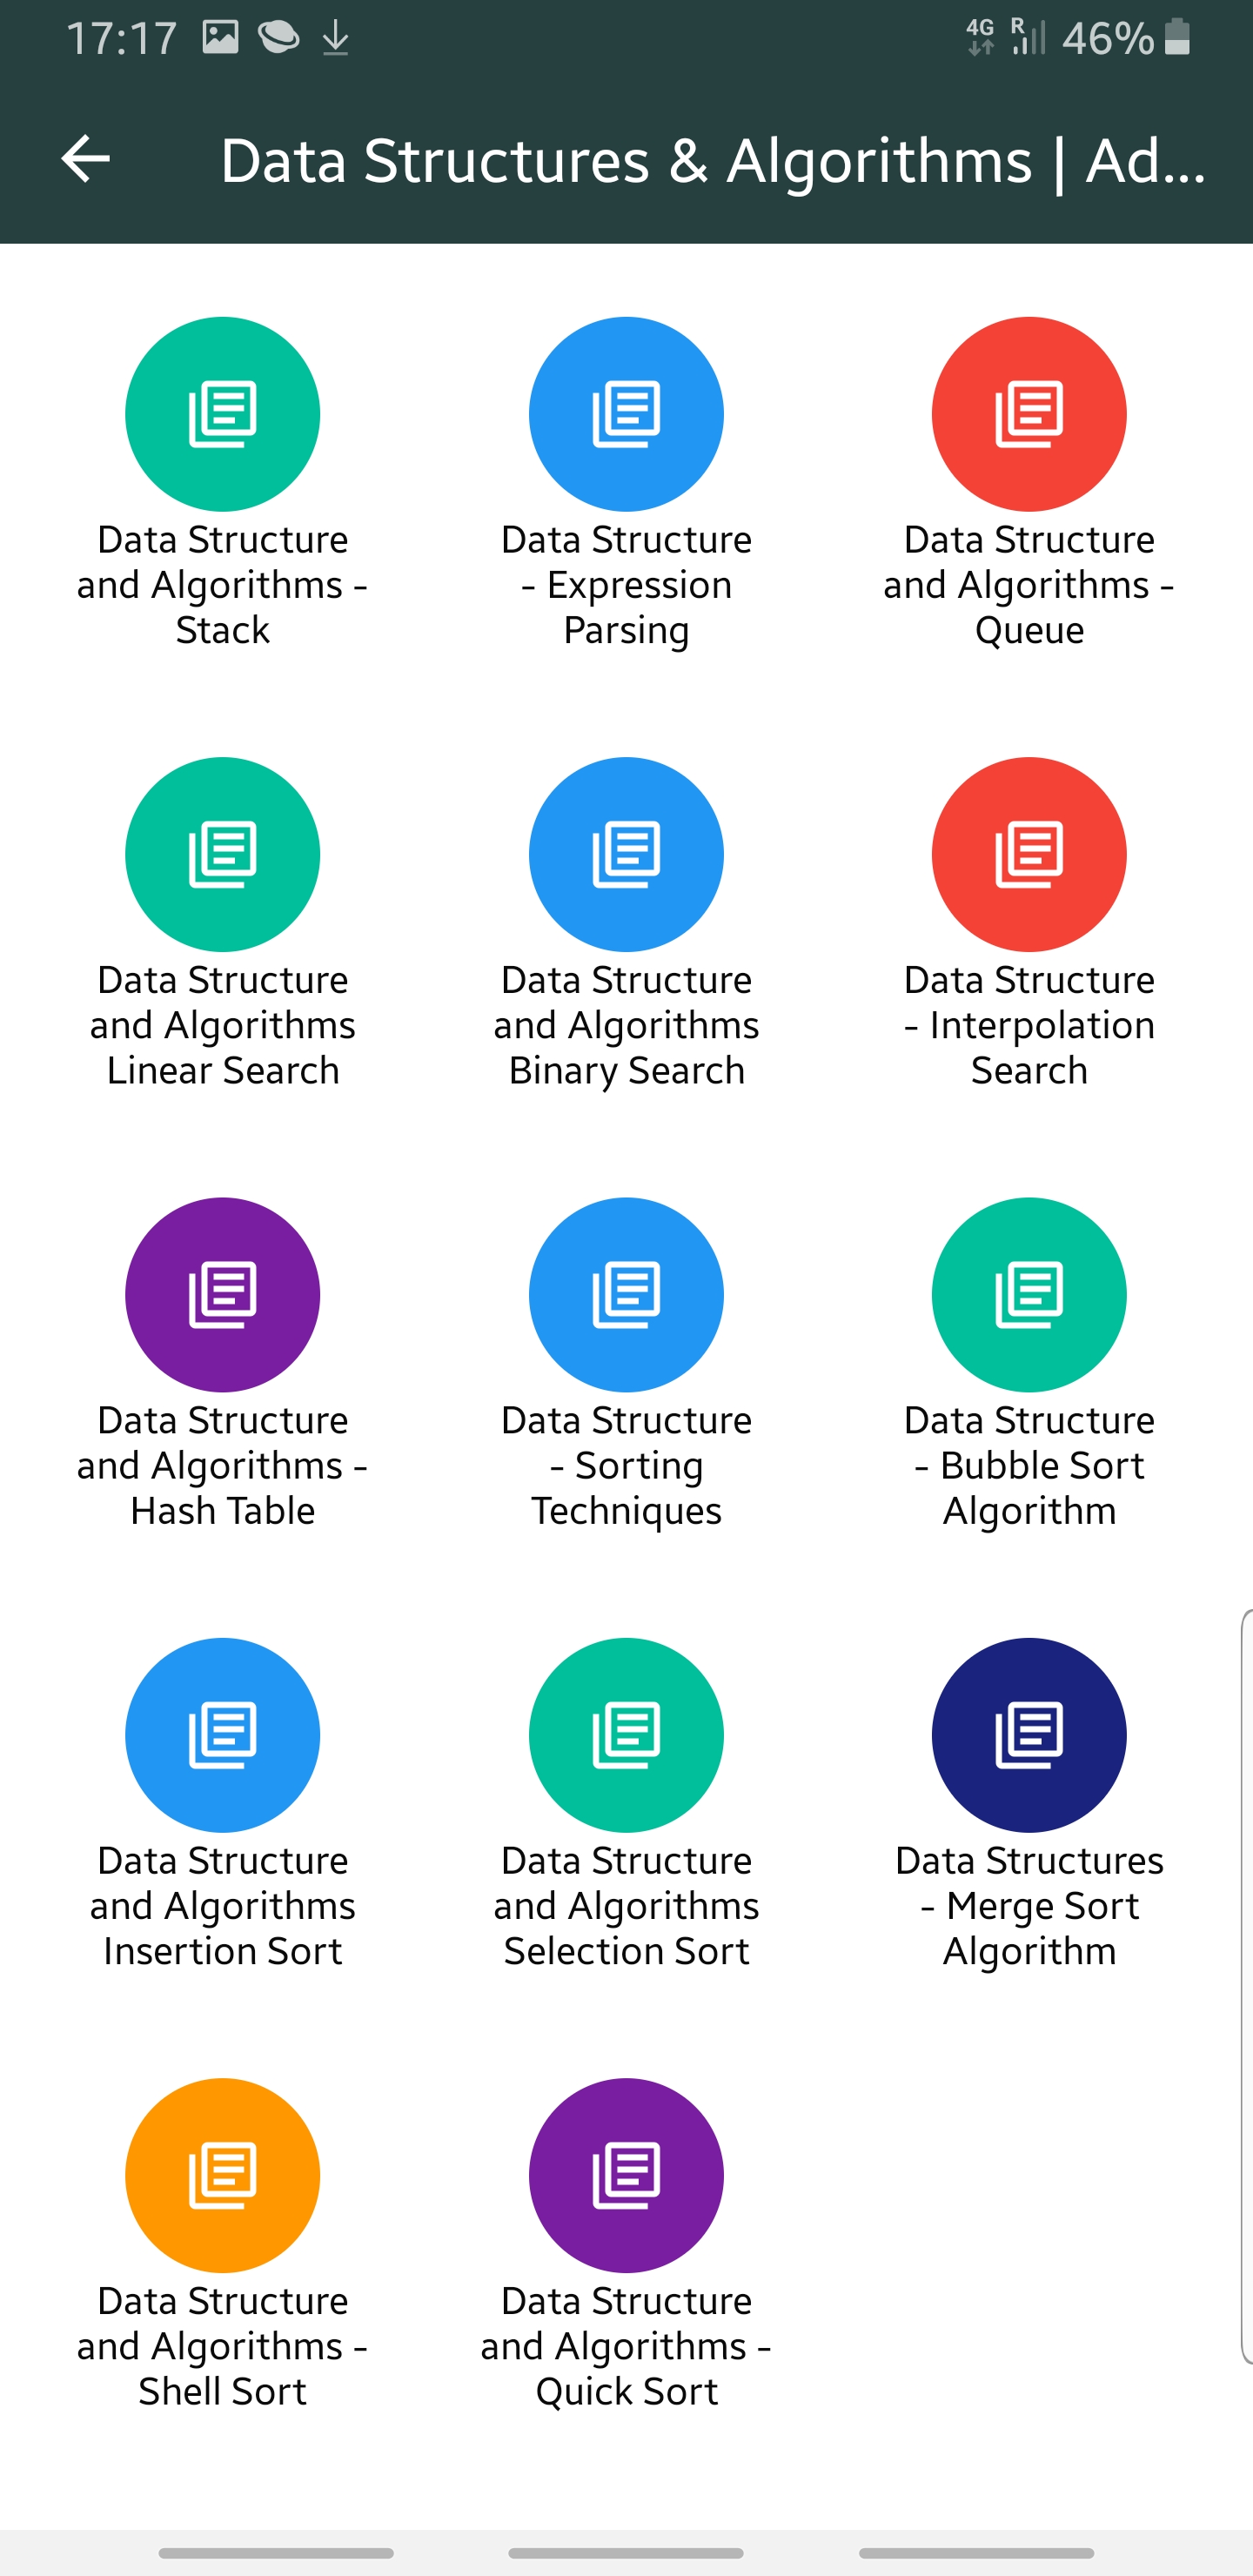 17:17
4G R 46%
Data Structures & Algorithms | Ad...
Data Structure
and Algorithms -
Stack
Data Structure
- Expression
Parsing
Data Structure
and Algorithms -
Queue
Data Structure
and Algorithms
Linear Search
Data Structure
and Algorithms
Binary Search
Data Structure
- Interpolation
Search
Data Structure
and Algorithms -
Hash Table
Data Structure
- Sorting
Techniques
Data Structure
- Bubble Sort
Algorithm
Data Structure
and Algorithms
Insertion Sort
Data Structure
and Algorithms
Selection Sort
Data Structures
- Merge Sort
Algorithm
Data Structure
and Algorithms -
Shell Sort
Data Structure
and Algorithms -
Quick Sort